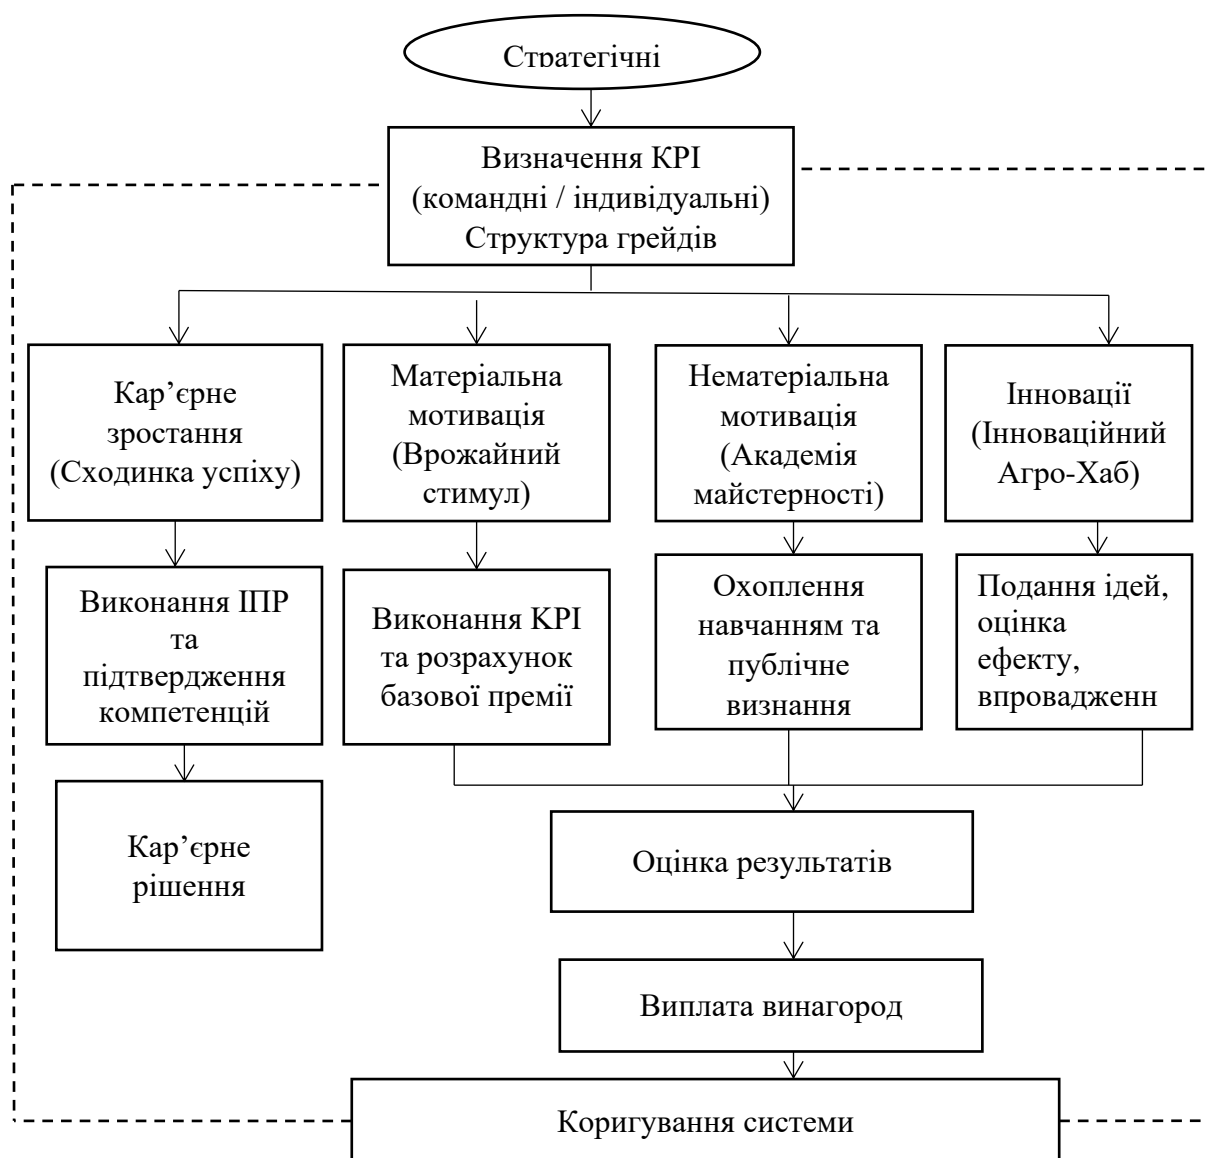 Стратегічні
Визначення KPI
(командні / індивідуальні)
Структура грейдів
Кар’єрне
зростання
(Сходинка успіху)
Матеріальна
мотивація
(Врожайний
стимул)
Нематеріальна
мотивація
(Академія
майстерності)
Інновації
(Інноваційний
Агро-Хаб)
Виконання ІПР
та
підтвердження
компетенцій
Виконання KPI
та розрахунок
базової премії
Охоплення
навчанням та
публічне
визнання
Подання ідей,
оцінка
ефекту,
впровадженн
Кар’єрне
рішення
Оцінка результатів
Виплата винагород
Коригування системи